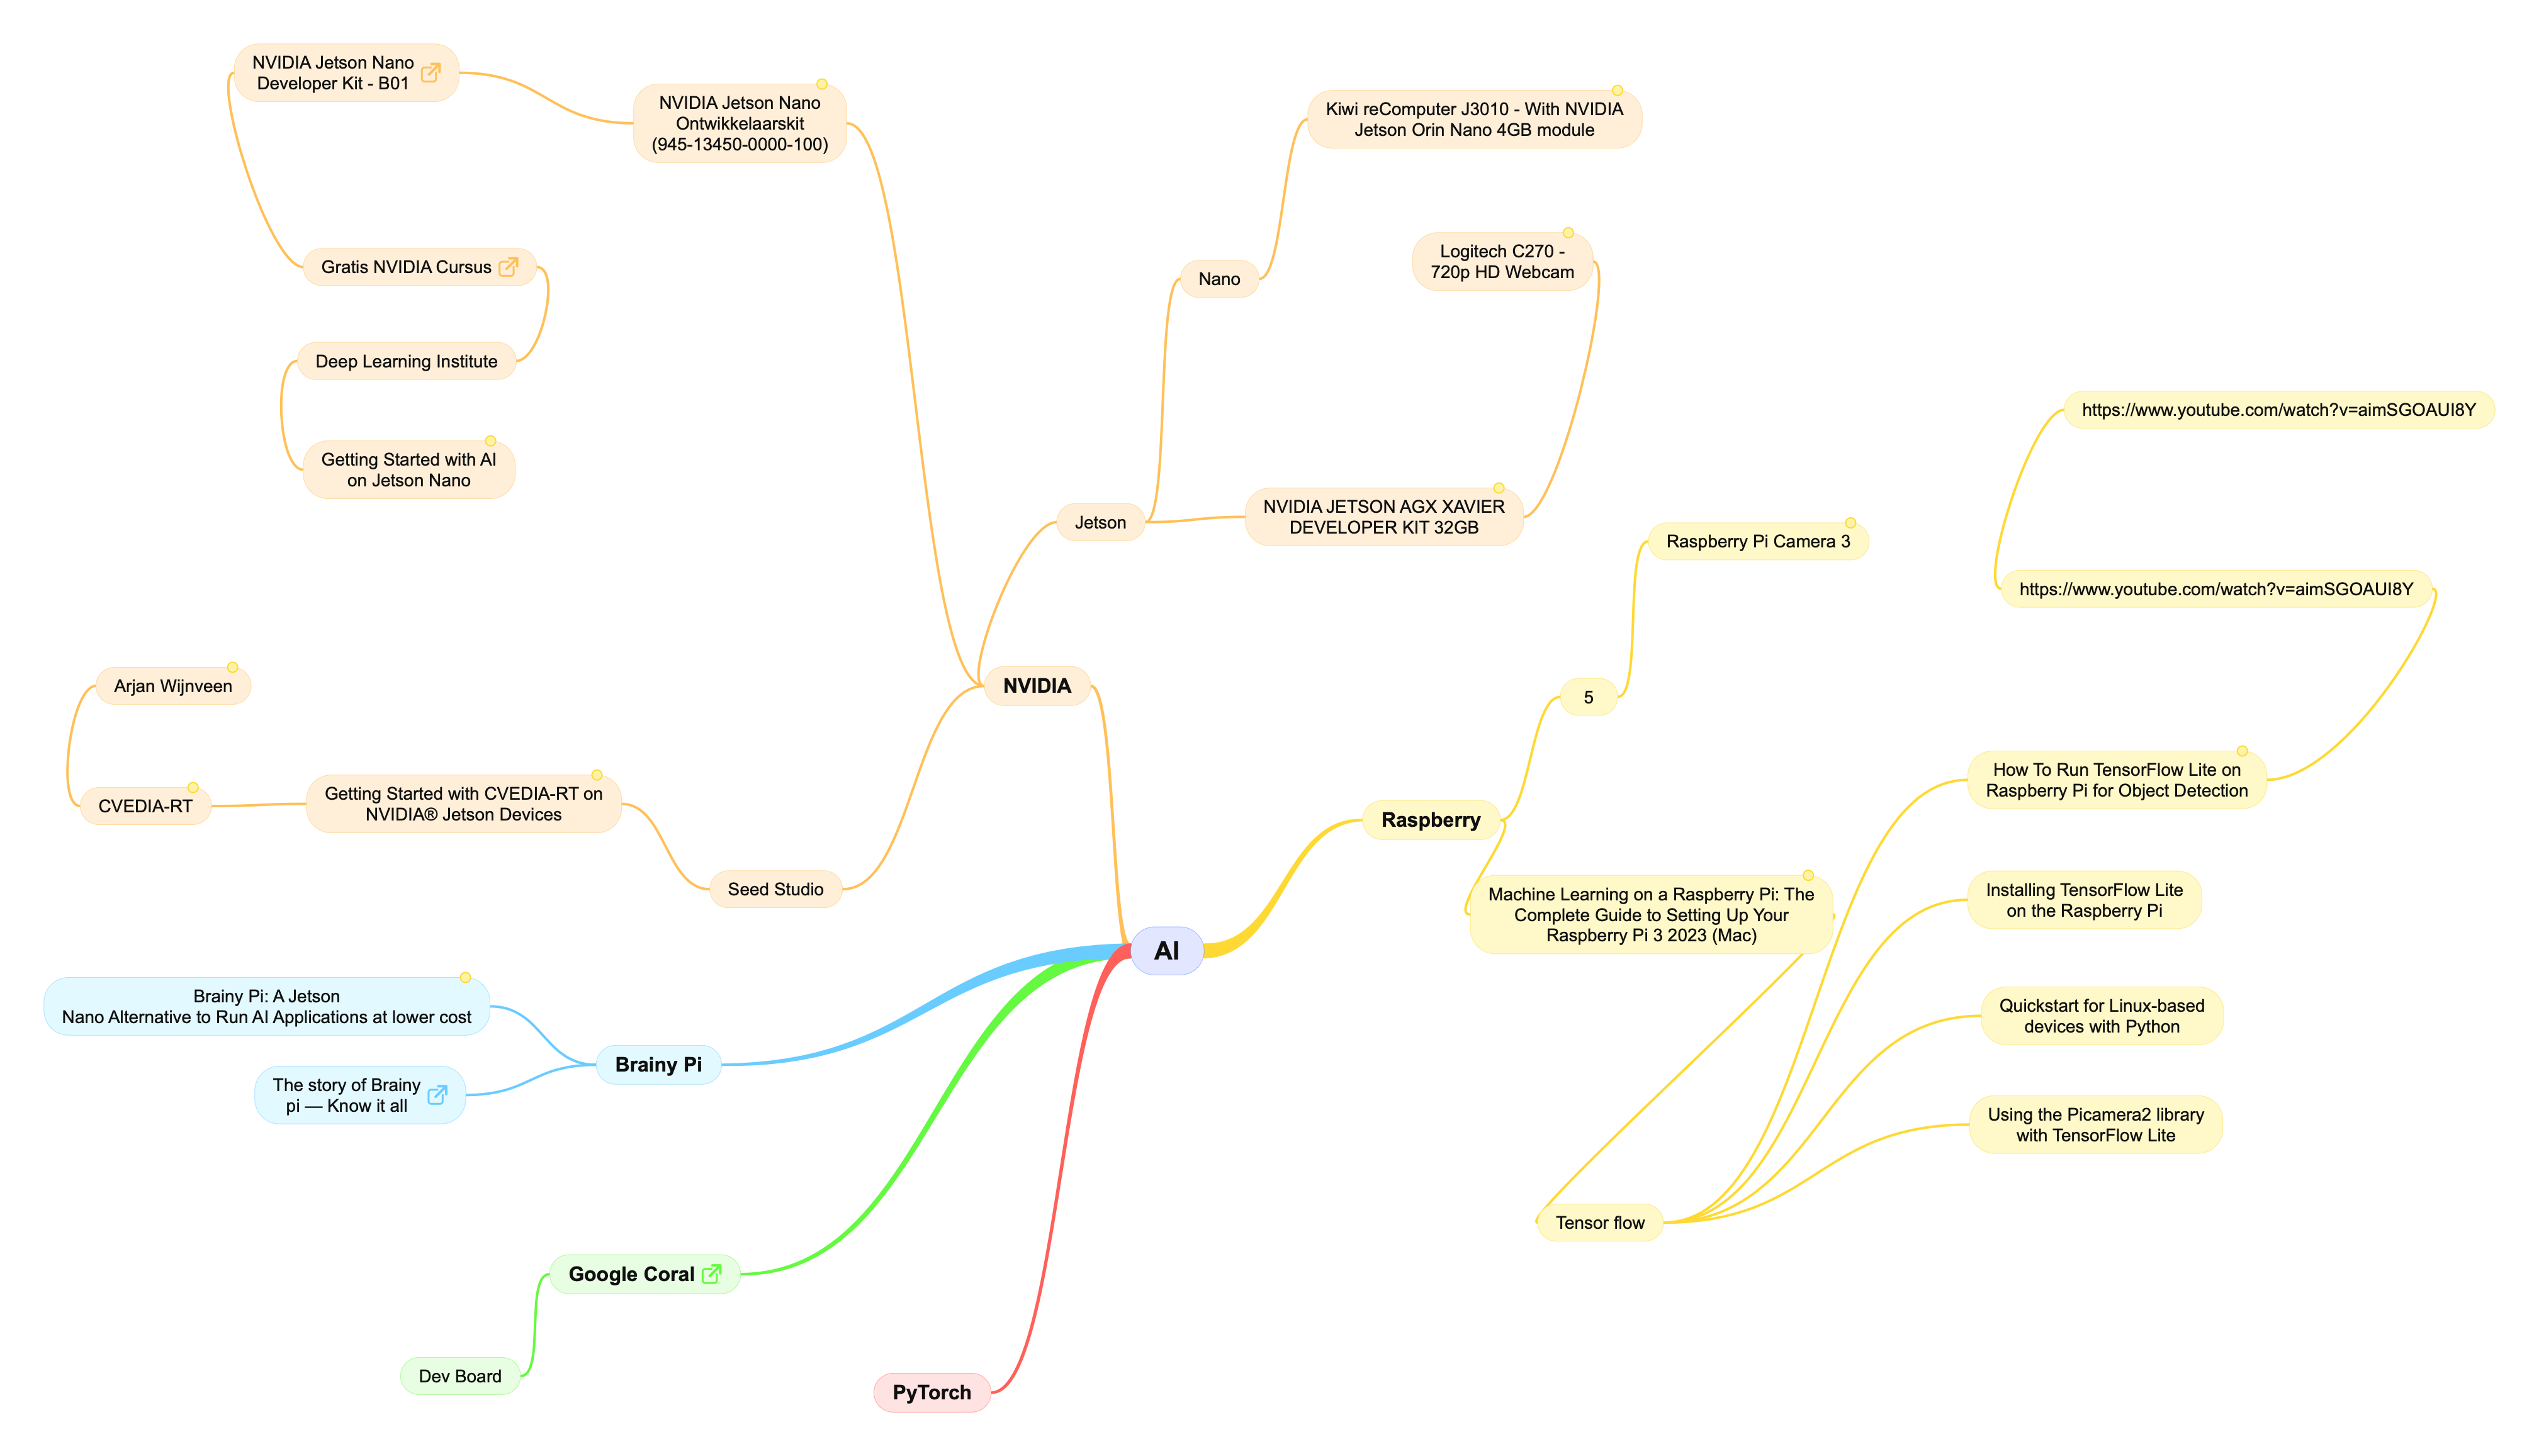 NVIDIA Jetson Nano
Developer Kit - B01
NVIDIA Jetson Nano
Ontwikkelaarskit
(945-13450-0000-100)
Gratis NVIDIA Cursus
Deep Learning Institute
Getting Started with AI
on Jetson Nano
Kiwi reComputer J3010 - With NVIDIA
Jetson Orin Nano 4GB module
Nano
Logitech C270 -
720p HD Webcam
Jetson
NVIDIA JETSON AGX XAVIER
DEVELOPER KIT 32GB
NVIDIA
Arjan Wijnveen
CVEDIA-RT
Getting Started with CVEDIA-RT on
NVIDIA® Jetson Devices
Seed Studio
Raspberry Pi Camera 3
5
Raspberry
Machine Learning on a Raspberry Pi: The
Complete Guide to Setting Up Your
Raspberry Pi 3 2023 (Mac)
https://www.youtube.com/watch?v=aimSGOAUI8Y
https://www.youtube.com/watch?v=aimSGOAUI8Y
How To Run TensorFlow Lite on
Raspberry Pi for Object Detection
Installing TensorFlow Lite
on the Raspberry Pi
Quickstart for Linux-based
devices with Python
Using the Picamera2 library
with TensorFlow Lite
Tensor flow
AI
Brainy Pi: A Jetson
Nano Alternative to Run AI Applications at lower cost
Brainy Pi
The story of Brainy
pi — Know it all
Google Coral
Dev Board
PyTorch